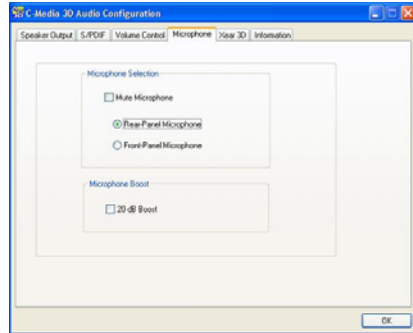 C-Media 3D Audio Configuration
Speaker Output S/PDIF Volume Control Microphone Xear 3D Information
Microphone Selection
Mute Microphone
Rear-Panel Microphone
Front-Panel Microphone
Microphone Boost
20 dB Boost
OK